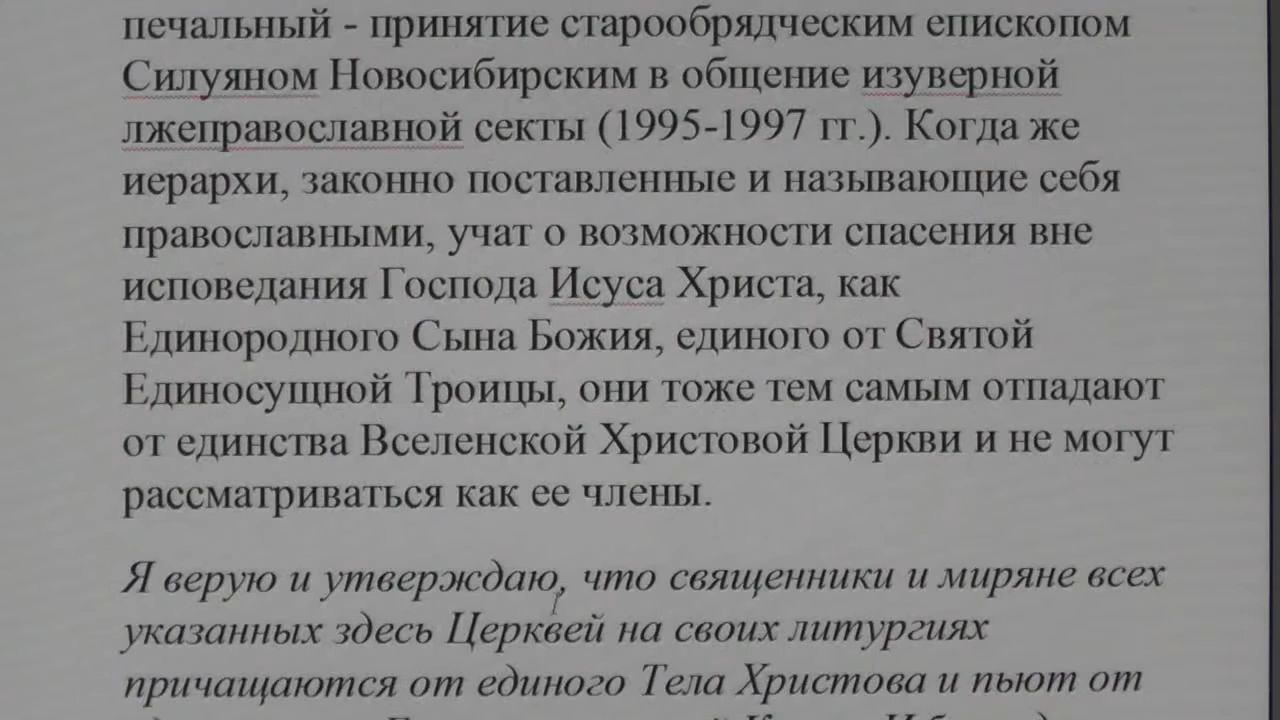 печальный - принятие старообрядческим епископом
Силуяном Новосибирским в общение изуверной
лжеправославной секты (1995-1997 гг.). Когда же
иерархи, законно поставленные и называющие себя
православными, учат о возможности спасения вне
исповедания Господа Исуса Христа, как
Единородного Сына Божия, единого от Святой
Единосущной Троицы, они тоже тем самым отпадают
от единства Вселенской Христовой Церкви и не могут
рассматриваться как ее члены.
Я верую и утверждаю, что священники и миряне всех
указанных здесь Церквей на своих литургиях
причащаются от единого Тела Христова и пьют от